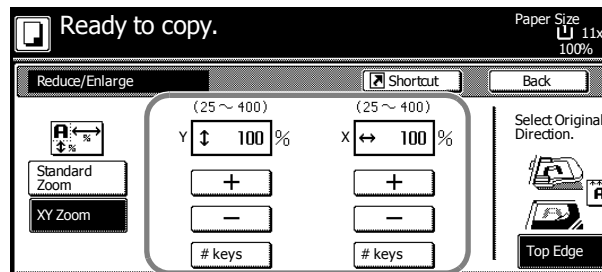 Ready to copy.
Paper Size
11x
100%
Reduce/Enlarge
Shortcut
Back
(25～400)
(25～400)
Y ↕ 100 %
X ↔ 100 %
Select Original
Direction.
A
%
%
Standard
Zoom
+
+
XY Zoom
−
−
# keys
# keys
Top Edge